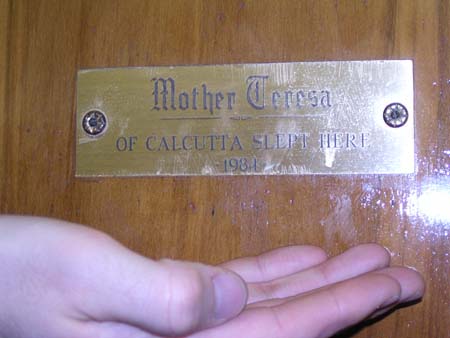 Mother Teresa
OF CALCUTTA SLEPT HERE
1984